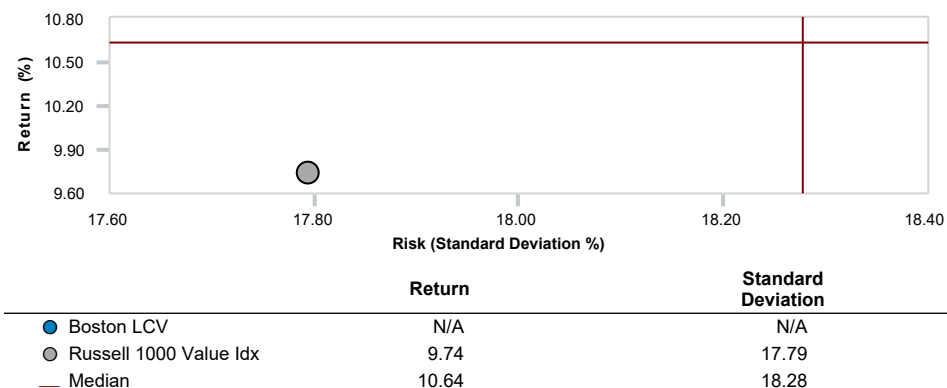 10.80
10.50
10.20
9.90
9.60
Return (%)
17.60 17.80 18.00 18.20 18.40
Risk (Standard Deviation %)
Return Standard Deviation
Boston LCV N/A N/A
Russell 1000 Value Idx 9.74 17.79
Median 10.64 18.28